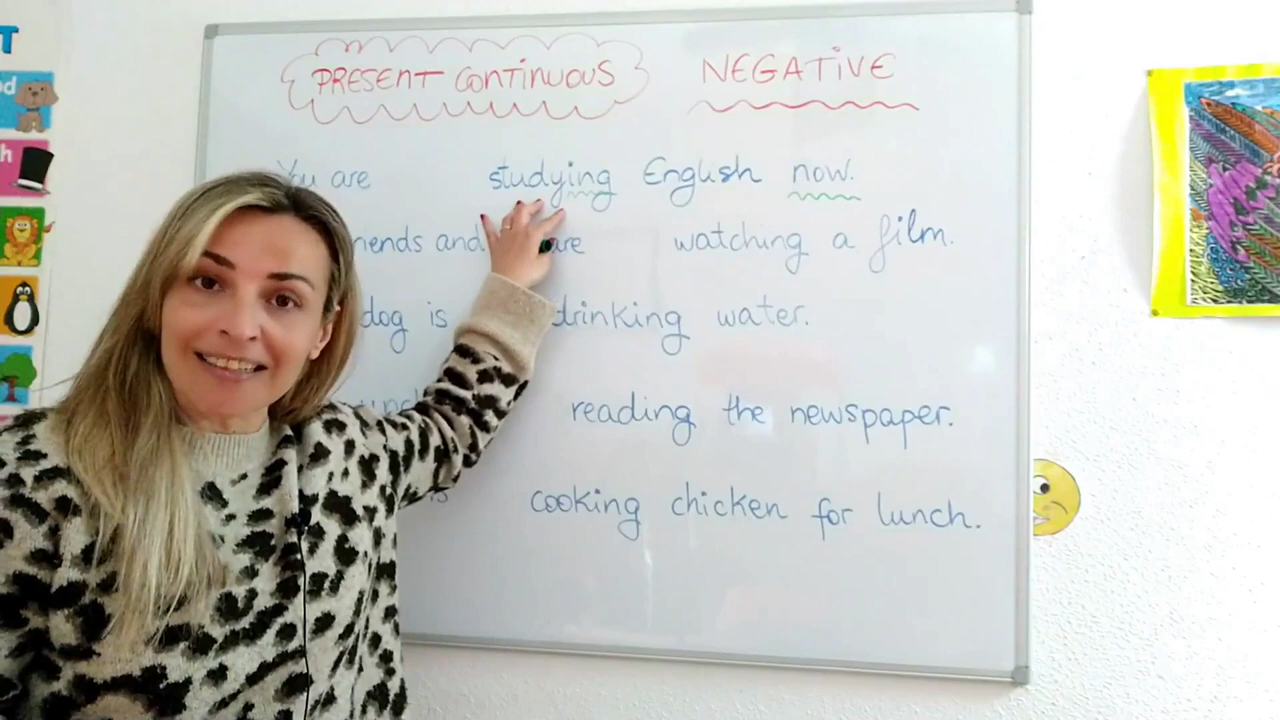 PRESENT CONTINUOUS NEGATIVE
You are studying English now.
and are watching a film.
dog is drinking water.
reading the newspaper.
is cooking chicken for lunch.